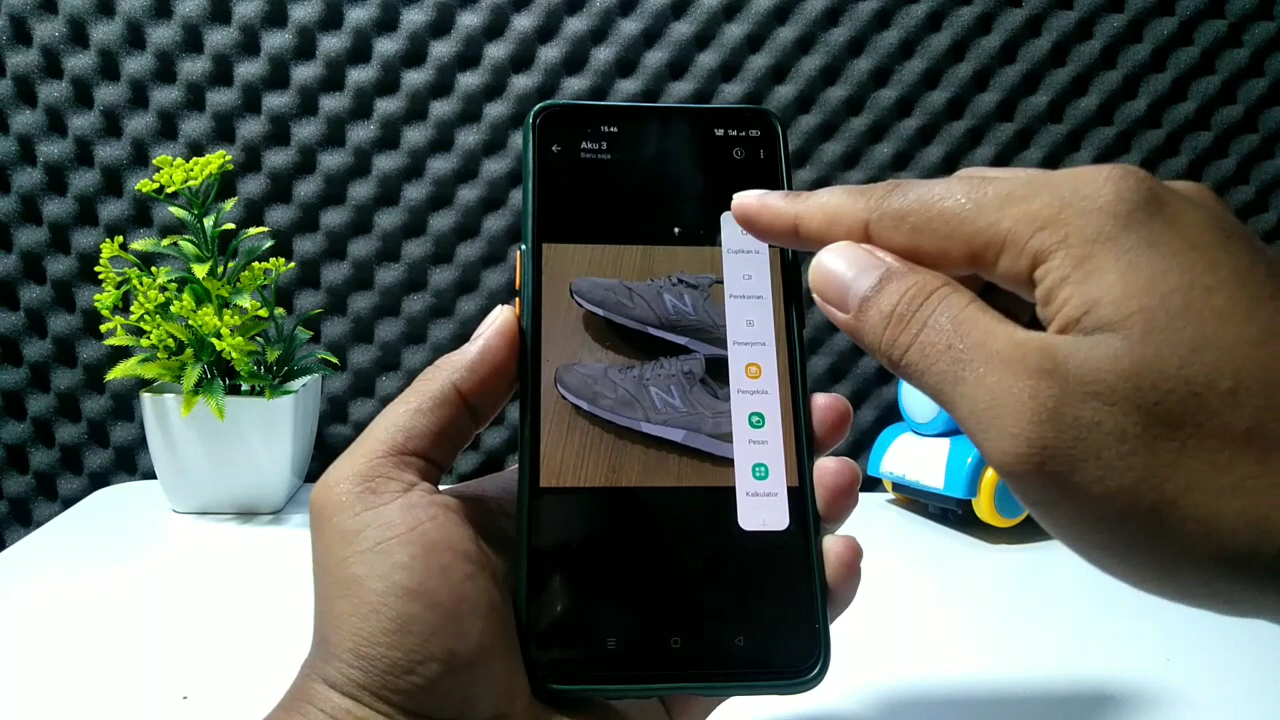 15.46
Aku 3
Baru saja
Cuplikan la...
Perekaman...
Penerjema...
Pengelola...
Pesan
Kalkulator
N
N